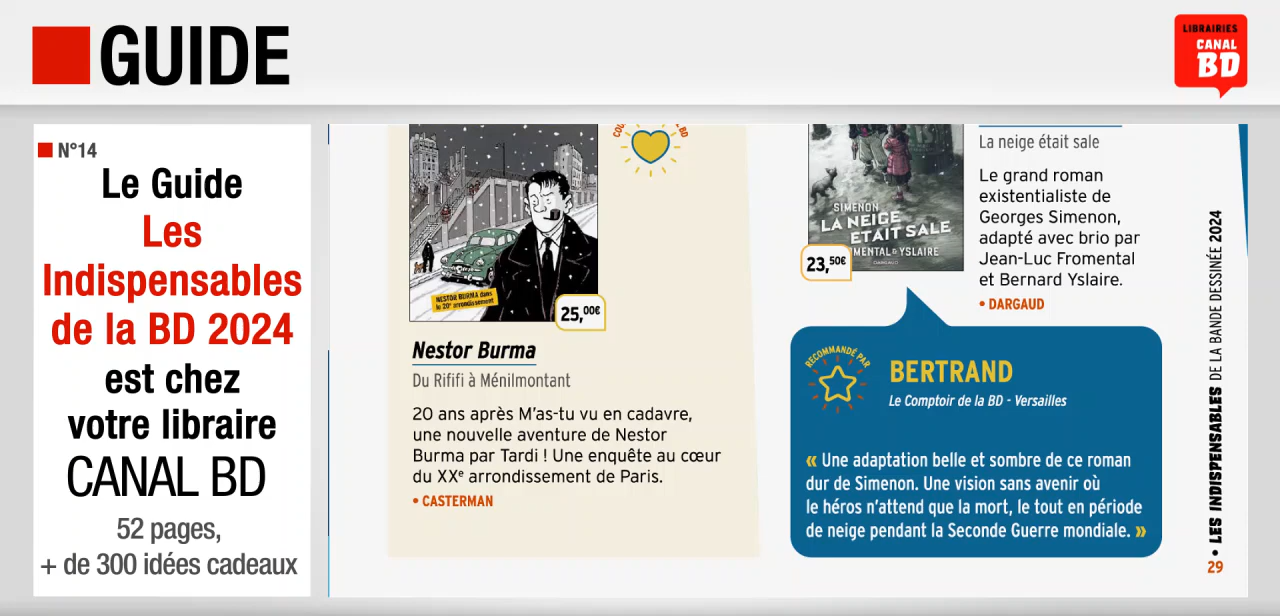 GUIDE
LIBRAIRIES
CANAL
BD
N°14
Le Guide
Les
Indispensables
de la BD 2024
est chez
votre libraire
CANAL BD
52 pages,
+ de 300 idées cadeaux
NESTOR BURMA dans
le 20e arrondissement
25,00€
Nestor Burma
Du Rififi à Ménilmontant
20 ans après M'as-tu vu en cadavre,
une nouvelle aventure de Nestor
Burma par Tardi ! Une enquête au cœur
du XXe arrondissement de Paris.
• CASTERMAN
SIMENON
LA NEIGE
ÉTAIT SALE
MENTAL & YSLAIRE
23,50€
La neige était sale
Le grand roman
existentialiste de
Georges Simenon,
adapté avec brio par
Jean-Luc Fromental
et Bernard Yslaire.
• DARGAUD
RECOMMANDÉ PAR
BERTRAND
Le Comptoir de la BD - Versailles
« Une adaptation belle et sombre de ce roman
dur de Simenon. Une vision sans avenir où
le héros n'attend que la mort, le tout en période
de neige pendant la Seconde Guerre mondiale. »
• LES INDISPENSABLES DE LA BANDE DESSINÉE 2024
29